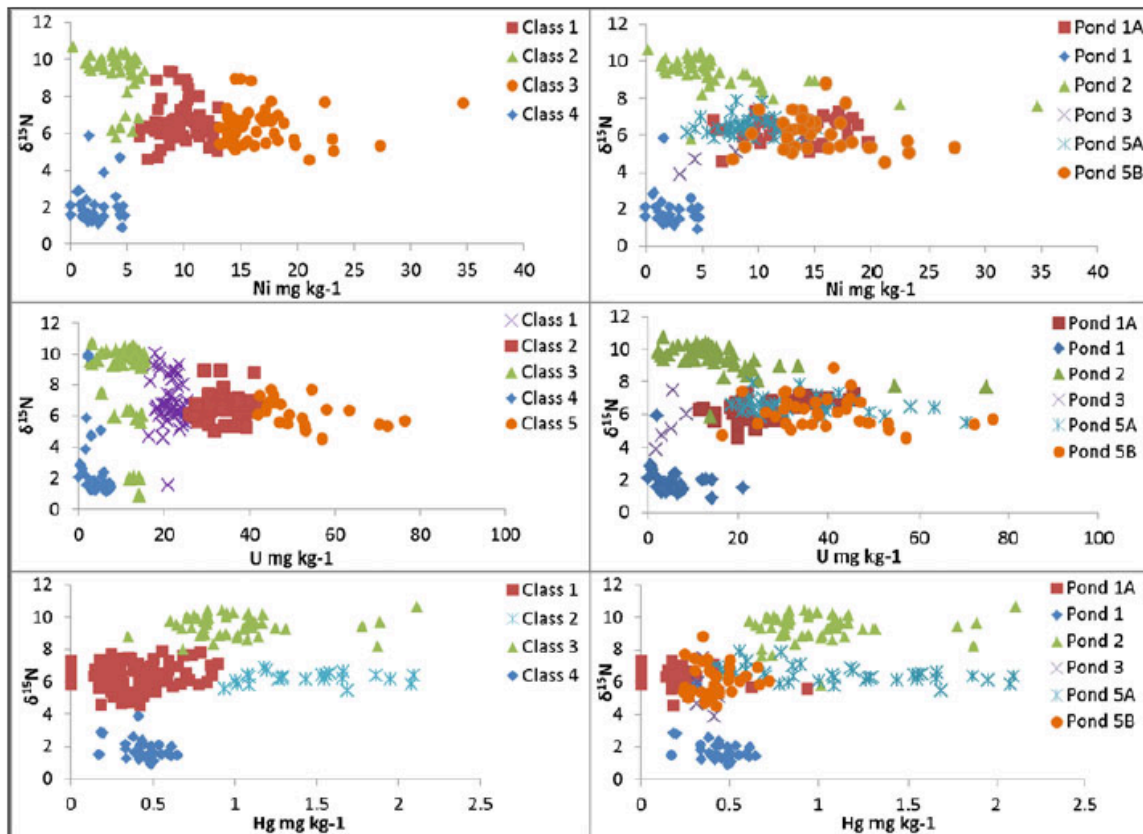 12
10
8
6
4
2
0
δ¹⁵N
0 5 10 15 20 25 30 35 40
Ni mg kg-1
Class 1
Class 2
Class 3
Class 4
12
10
8
6
4
2
0
δ¹⁵N
0 5 10 15 20 25 30 35 40
Ni mg kg-1
Pond 1A
Pond 1
Pond 2
Pond 3
Pond 5A
Pond 5B
12
10
8
6
4
2
0
δ¹⁵N
0 20 40 60 80 100
U mg kg-1
Class 1
Class 2
Class 3
Class 4
Class 5
12
10
8
6
4
2
0
δ¹⁵N
0 20 40 60 80 100
U mg kg-1
Pond 1A
Pond 1
Pond 2
Pond 3
Pond 5A
Pond 5B
12
10
8
6
4
2
0
δ¹⁵N
0 0.5 1 1.5 2 2.5
Hg mg kg-1
Class 1
Class 2
Class 3
Class 4
12
10
8
6
4
2
0
δ¹⁵N
0 0.5 1 1.5 2 2.5
Hg mg kg-1
Pond 1A
Pond 1
Pond 2
Pond 3
Pond 5A
Pond 5B